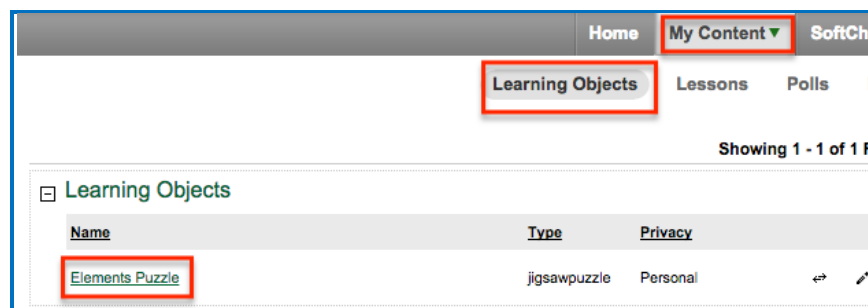 Home My Content SoftCh
Learning Objects Lessons Polls
Showing 1 - 1 of 1 R
Learning Objects
Name Type Privacy
Elements Puzzle jigsawpuzzle Personal